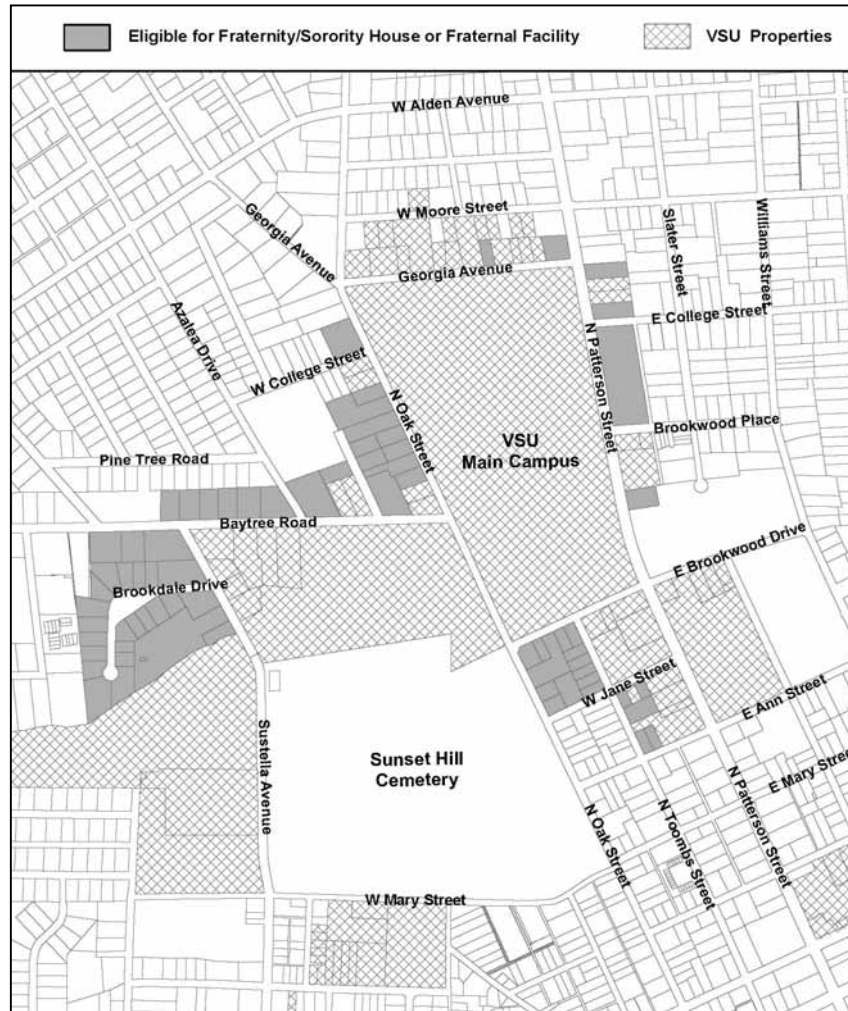 Eligible for Fraternity/Sorority House or Fraternal Facility
VSU Properties
W Alden Avenue
W Moore Street
Georgia Avenue
Georgia Avenue
Slater Street
Williams Street
E College Street
Azalea Drive
W College Street
N Oak Street
N Patterson Street
VSU
Main Campus
Brookwood Place
Pine Tree Road
Baytree Road
E Brookwood Drive
Brookdale Drive
W Jane Street
E Ann Street
Sustella Avenue
Sunset Hill
Cemetery
E Mary Street
N Oak Street
N Toombs Street
N Patterson Street
W Mary Street